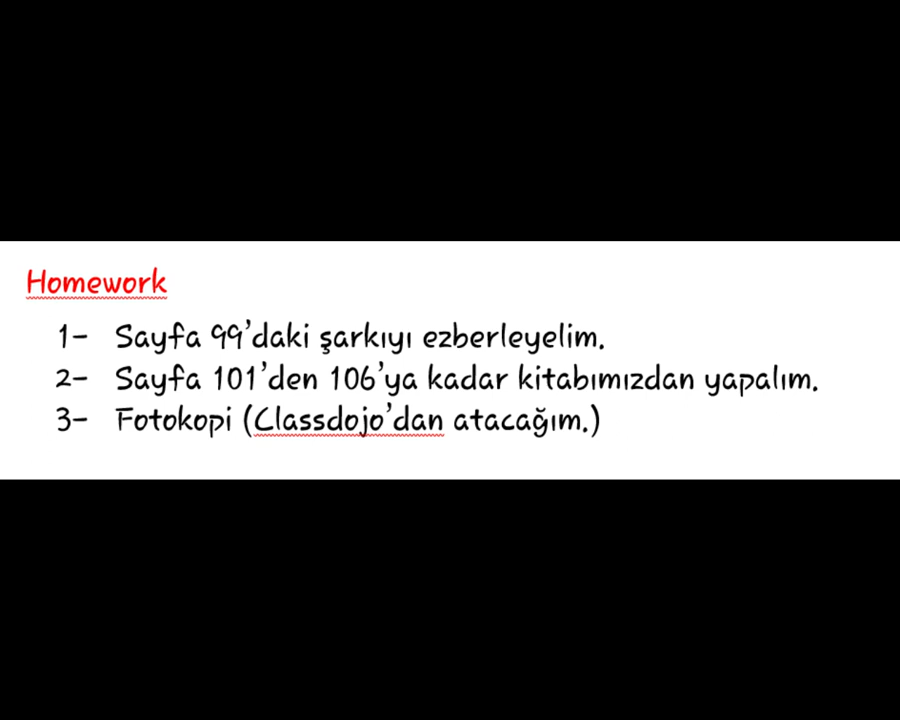 Homework
1- Sayfa 99'daki şarkıyı ezberleyelim.
2- Sayfa 101'den 106'ya kadar kitabımızdan yapalım.
3- Fotokopi (Classdojo'dan atacağım.)